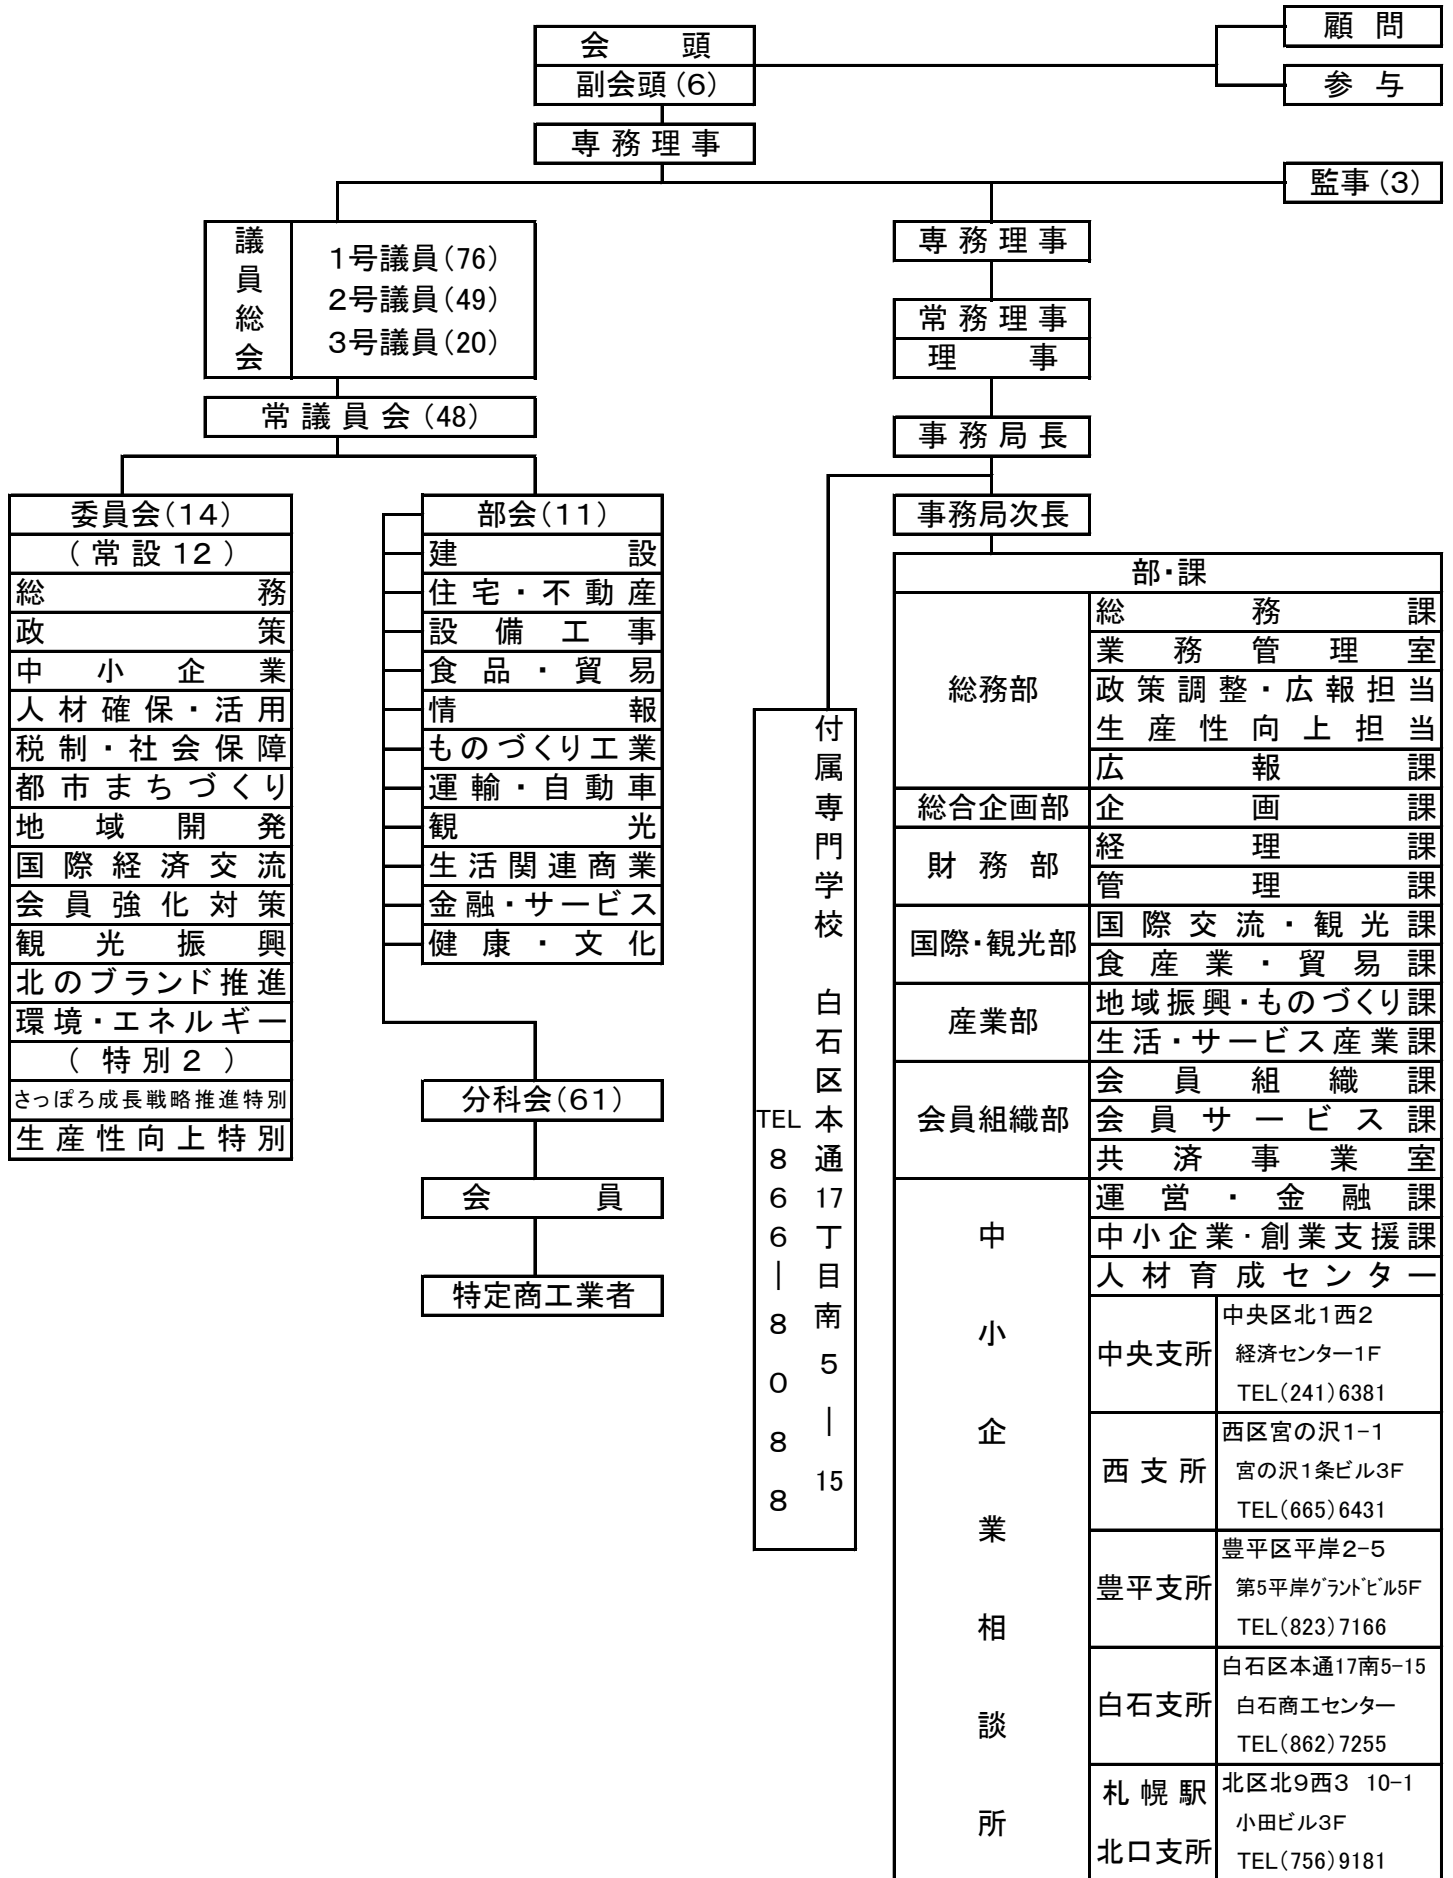 会頭
副会頭(6)
専務理事
顧問
参与
監事(3)
議員総会
1号議員(76)
2号議員(49)
3号議員(20)
常議員会(48)
委員会(14)
(常設12)
総務
政策
中小企業
人材確保・活用
税制・社会保障
都市まちづくり
地域開発
国際経済交流
会員強化対策
観光振興
北のブランド推進
環境・エネルギー
(特別2)
さっぽろ成長戦略推進特別
生産性向上特別
部会(11)
建設
住宅・不動産
設備工事
食品・貿易
情報
ものづくり工業
運輸・自動車
観光
生活関連商業
金融・サービス
健康・文化
分科会(61)
会員
特定商工業者
専務理事
常務理事
理事
事務局長
付属専門学校 白石区本通17丁目南5ー15
TEL866ー8088
事務局次長
部・課
総務部
総務課
業務管理室
政策調整・広報担当
生産性向上担当
広報課
総合企画部
企画課
財務部
経理課
管理課
国際・観光部
国際交流・観光課
食産業・貿易課
産業部
地域振興・ものづくり課
生活・サービス産業課
会員組織部
会員組織課
会員サービス課
共済事業室
中小企業相談所
運営・金融課
中小企業・創業支援課
人材育成センター
中央支所
中央区北1西2
経済センター1F
TEL(241)6381
西支所
西区宮の沢1-1
宮の沢1条ビル3F
TEL(665)6431
豊平支所
豊平区平岸2-5
第5平岸グランドビル5F
TEL(823)7166
白石支所
白石区本通17南5-15
白石商工センター
TEL(862)7255
札幌駅
北口支所
北区北9西3 10-1
小田ビル3F
TEL(756)9181